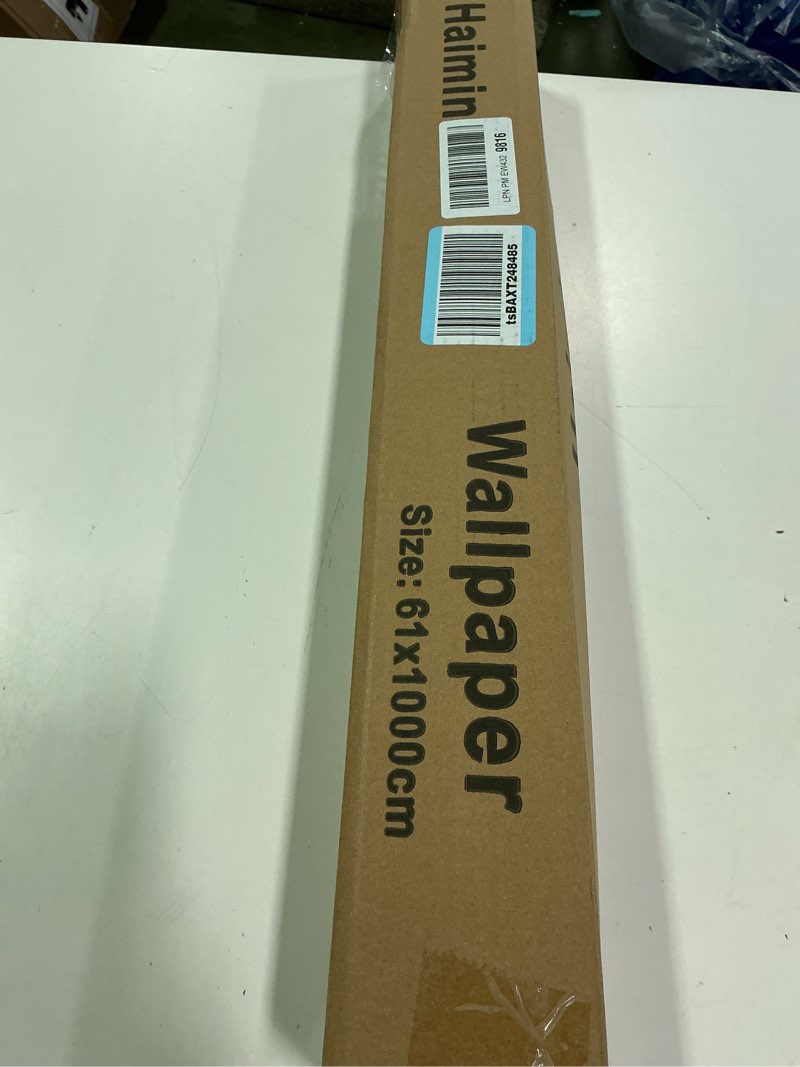 Haimin
LPN PM EW432 9816
tsBAXT248485
Wallpaper
Size: 61x1000cm